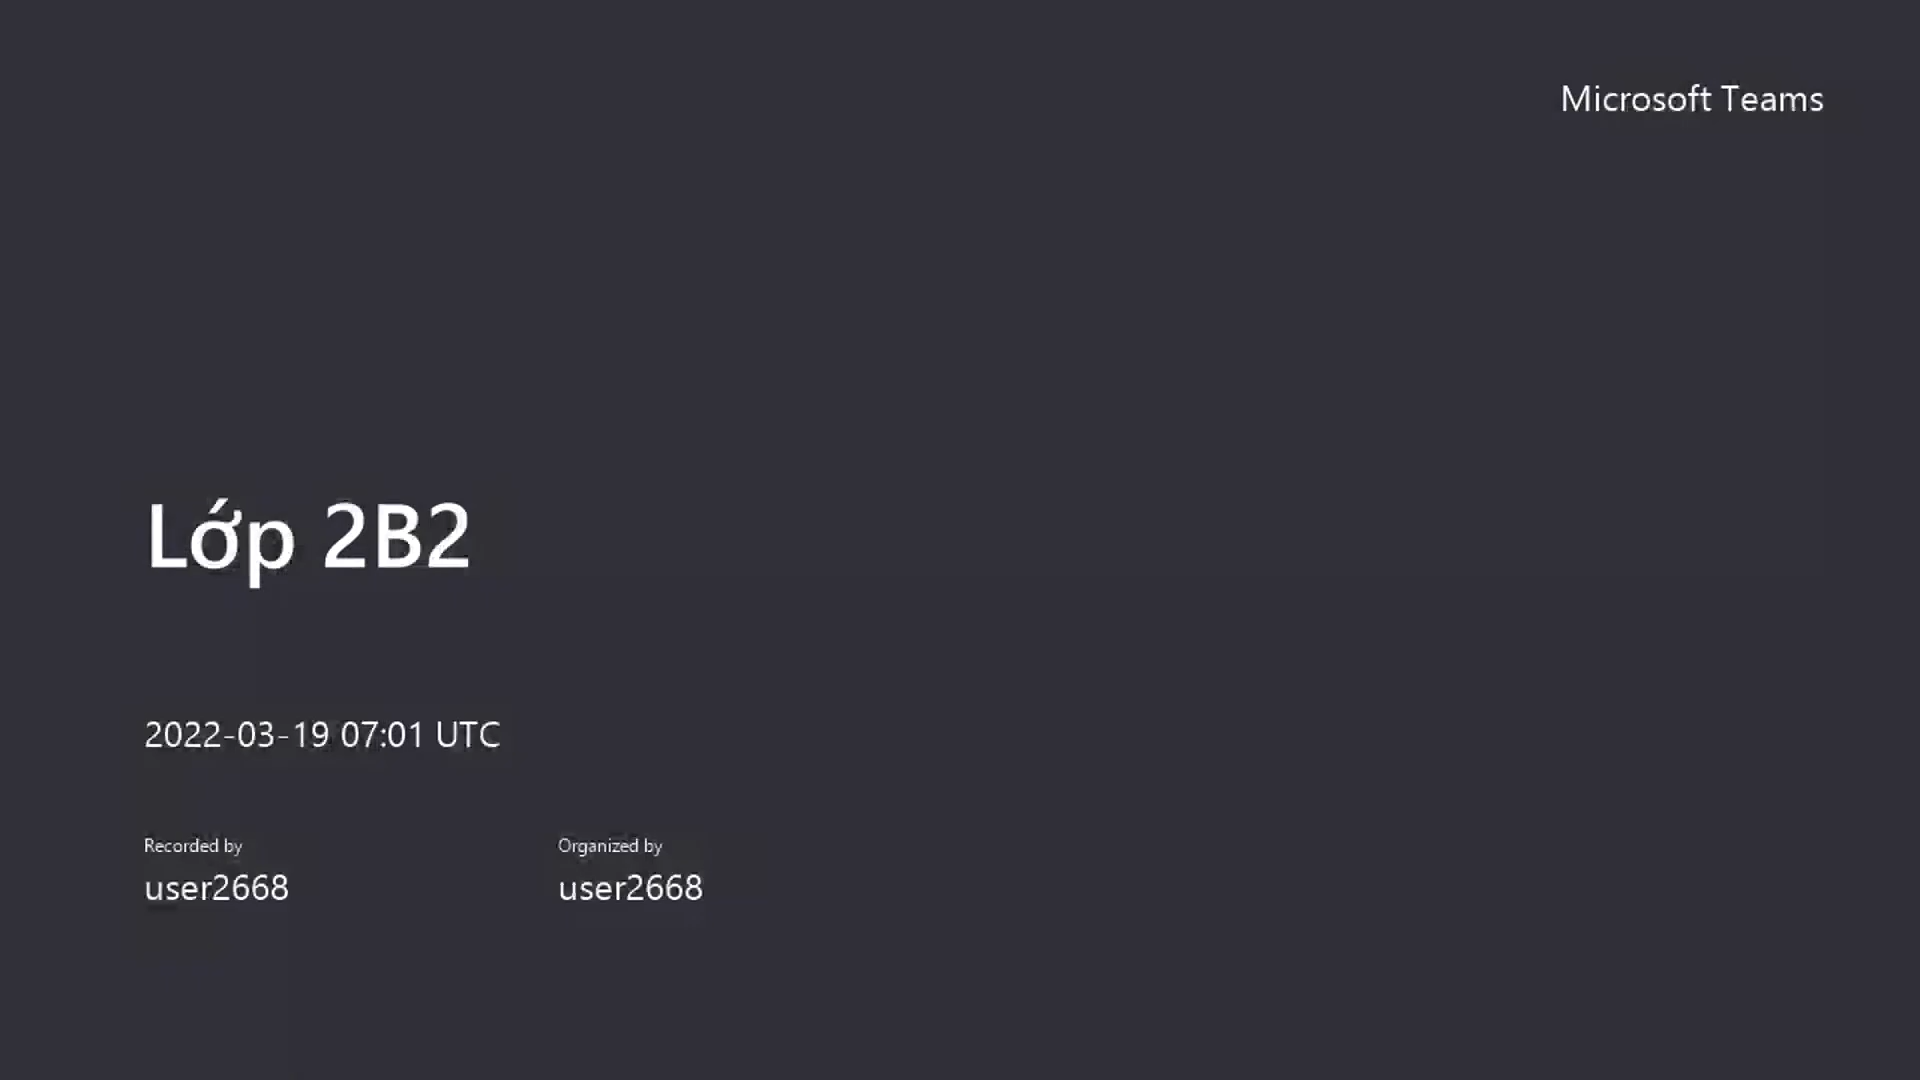 Microsoft Teams
Lớp 2B2
2022-03-19 07:01 UTC
Recorded by
user2668
Organized by
user2668